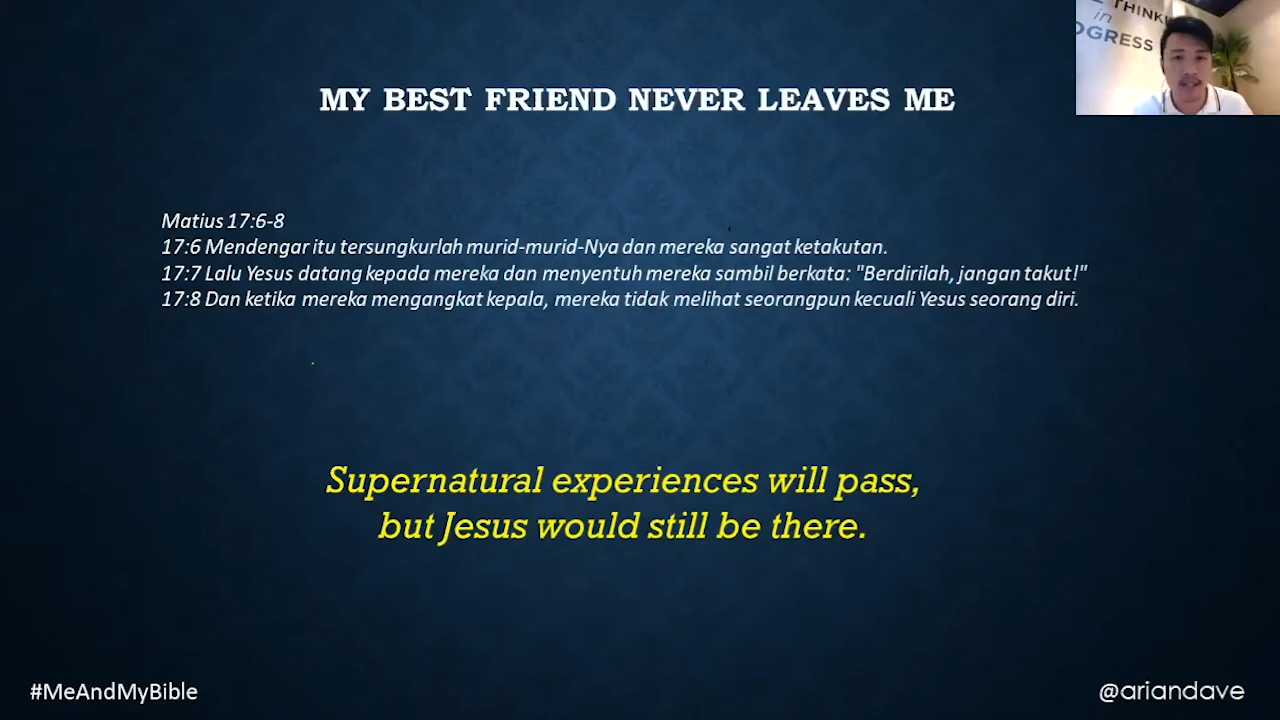 THINKI
in
OGRESS
MY BEST FRIEND NEVER LEAVES ME
Matius 17:6-8
17:6 Mendengar itu tersungkurlah murid-murid-Nya dan mereka sangat ketakutan.
17:7 Lalu Yesus datang kepada mereka dan menyentuh mereka sambil berkata: "Berdirilah, jangan takut!"
17:8 Dan ketika mereka mengangkat kepala, mereka tidak melihat seorangpun kecuali Yesus seorang diri.
Supernatural experiences will pass,
but Jesus would still be there.
#MeAndMyBible
@ariandave